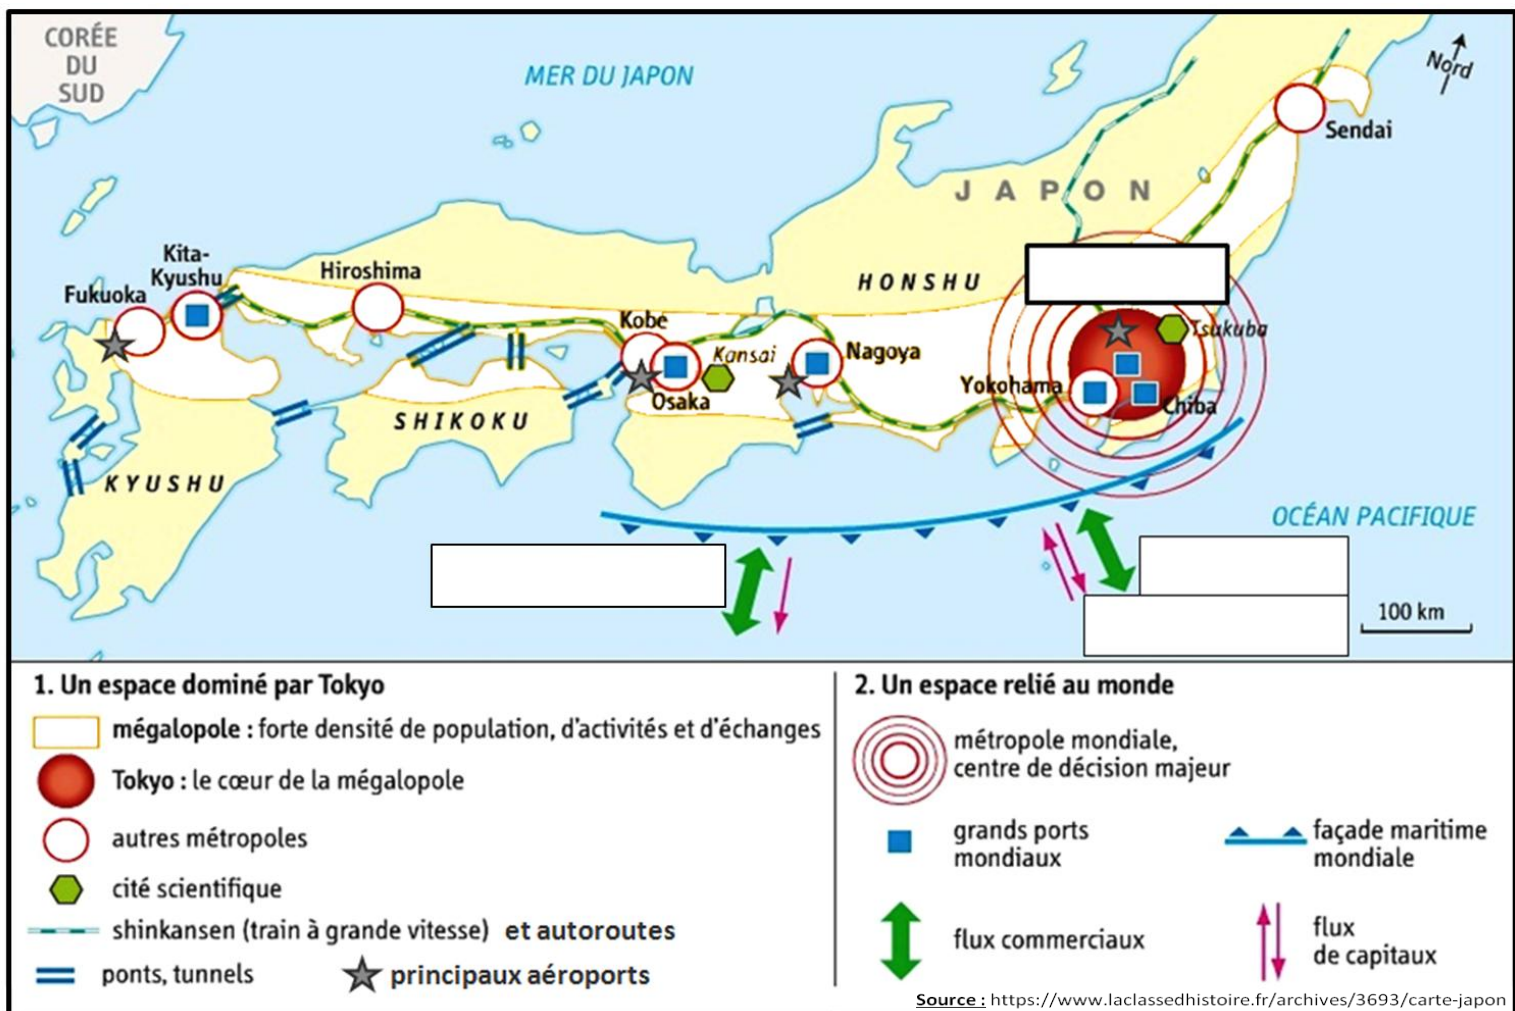 CORÉE
DU
SUD
MER DU JAPON
Nord
Sendai
JAPON
Kita-
Kyushu
Hiroshima
HONSHU
Fukuoka
Kobé
Tsukuba
Kansai
Nagoya
Yokohama
Osaka
Chiba
SHIKOKU
KYUSHU
OCÉAN PACIFIQUE
100 km
1. Un espace dominé par Tokyo
mégalopole : forte densité de population, d'activités et d'échanges
Tokyo : le cœur de la mégalopole
autres métropoles
cité scientifique
shinkansen (train à grande vitesse) et autoroutes
ponts, tunnels
principaux aéroports
2. Un espace relié au monde
métropole mondiale,
centre de décision majeur
grands ports
mondiaux
façade maritime
mondiale
flux commerciaux
flux
de capitaux
Source : https://www.laclassedhistoire.fr/archives/3693/carte-japon